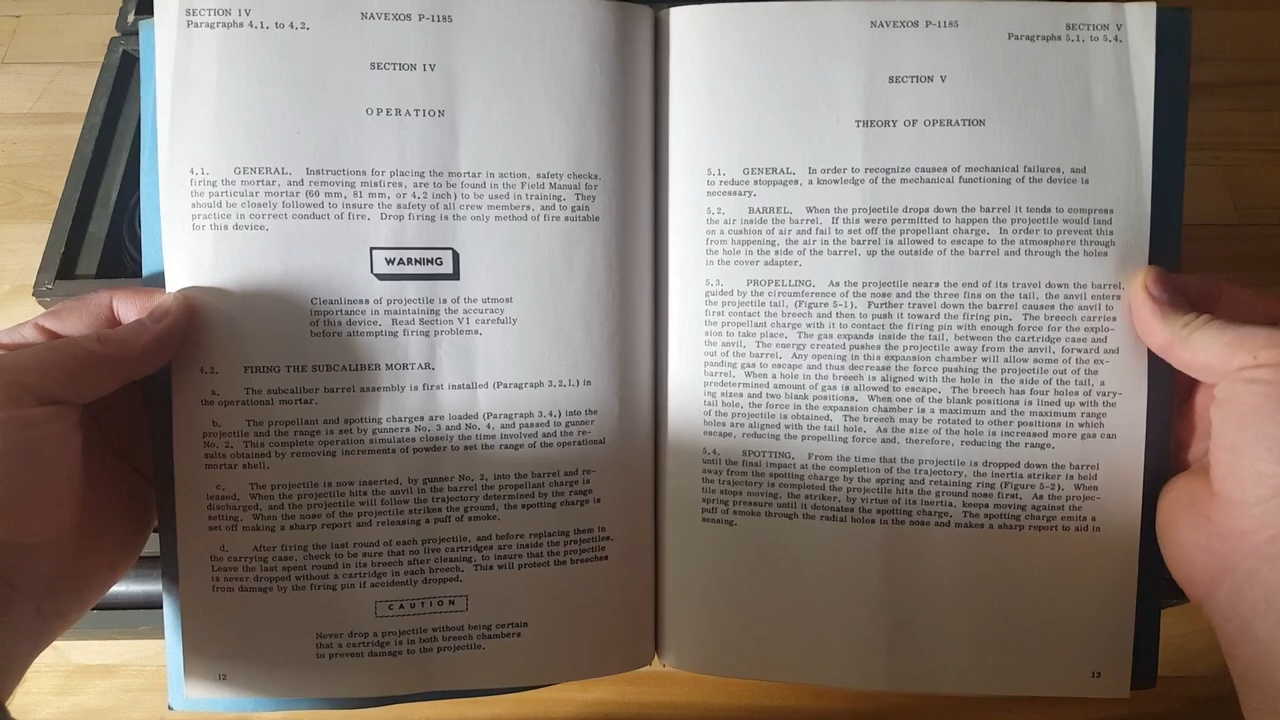 SECTION IV
Paragraphs 4.1. to 4.2.
NAVEXOS P-1185
SECTION IV
OPERATION
4.1. GENERAL. Instructions for placing the mortar in action, safety checks,
firing the mortar, and removing misfires, are to be found in the Field Manual for
the particular mortar (60 mm, 81 mm, or 4.2 inch) to be used in training. They
should be closely followed to insure the safety of all crew members, and to gain
practice in correct conduct of fire. Drop firing is the only method of fire suitable
for this device.
WARNING
Cleanliness of projectile is of the utmost
importance in maintaining the accuracy
of this device. Read Section VI carefully
before attempting firing problems.
4.2. FIRING THE SUBCALIBER MORTAR.
a. The subcaliber barrel assembly is first installed (Paragraph 3.2.1.) in
the operational mortar.
b. The propellant and spotting charges are loaded (Paragraph 3.4.) into the
projectile and the range is set by gunners No. 3 and No. 4, and passed to gunner
No. 2. This complete operation simulates closely the time involved and the re-
sults obtained by removing increments of powder to set the range of the operational
mortar shell.
c. The projectile is now inserted, by gunner No. 2, into the barrel and re-
leased. When the projectile hits the anvil in the barrel the propellant charge is
discharged, and the projectile will follow the trajectory determined by the range
setting. When the nose of the projectile strikes the ground, the spotting charge is
set off making a sharp report and releasing a puff of smoke.
d. After firing the last round of each projectile, and before replacing them in
the carrying case, check to be sure that no live cartridges are inside the projectiles.
Leave the last spent round in its breech after cleaning, to insure that the projectile
is never dropped without a cartridge in each breech. This will protect the breeches
from damage by the firing pin if accidently dropped.
CAUTION
Never drop a projectile without being certain
that a cartridge is in both breech chambers
to prevent damage to the projectile.
12
NAVEXOS P-1185
SECTION V
Paragraphs 5.1. to 5.4.
SECTION V
THEORY OF OPERATION
5.1. GENERAL. In order to recognize causes of mechanical failures, and
to reduce stoppages, a knowledge of the mechanical functioning of the device is
necessary.
5.2. BARREL. When the projectile drops down the barrel it tends to compress
the air inside the barrel. If this were permitted to happen the projectile would land
on a cushion of air and fail to set off the propellant charge. In order to prevent this
from happening, the air in the barrel is allowed to escape to the atmosphere through
the hole in the side of the barrel, up the outside of the barrel and through the holes
in the cover adapter.
5.3. PROPELLING. As the projectile nears the end of its travel down the barrel,
guided by the circumference of the nose and the three fins on the tail, the anvil enters
the projectile tail, (Figure 5-1). Further travel down the barrel causes the anvil to
first contact the breech and then to push it toward the firing pin. The breech carries
the propellant charge with it to contact the firing pin with enough force for the explo-
sion to take place. The gas expands inside the tail, between the cartridge case and
the anvil. The energy created pushes the projectile away from the anvil, forward and
out of the barrel. Any opening in this expansion chamber will allow some of the ex-
panding gas to escape and thus decrease the force pushing the projectile out of the
barrel. When a hole in the breech is aligned with the hole in the side of the tail, a
predetermined amount of gas is allowed to escape. The breech has four holes of vary-
ing sizes and two blank positions. When one of the blank positions is lined up with the
tail hole, the force in the expansion chamber is a maximum and the maximum range
of the projectile is obtained. The breech may be rotated to other positions in which
holes are aligned with the tail hole. As the size of the hole is increased more gas can
escape, reducing the propelling force and, therefore, reducing the range.
5.4. SPOTTING. From the time that the projectile is dropped down the barrel
until the final impact at the completion of the trajectory, the inertia striker is held
away from the spotting charge by the spring and retaining ring (Figure 5-2). When
the trajectory is completed the projectile hits the ground nose first. As the projec-
tile stops moving, the striker, by virtue of its inertia, keeps moving against the
spring pressure until it detonates the spotting charge. The spotting charge emits a
puff of smoke through the radial holes in the nose and makes a sharp report to aid in
sensing.
13